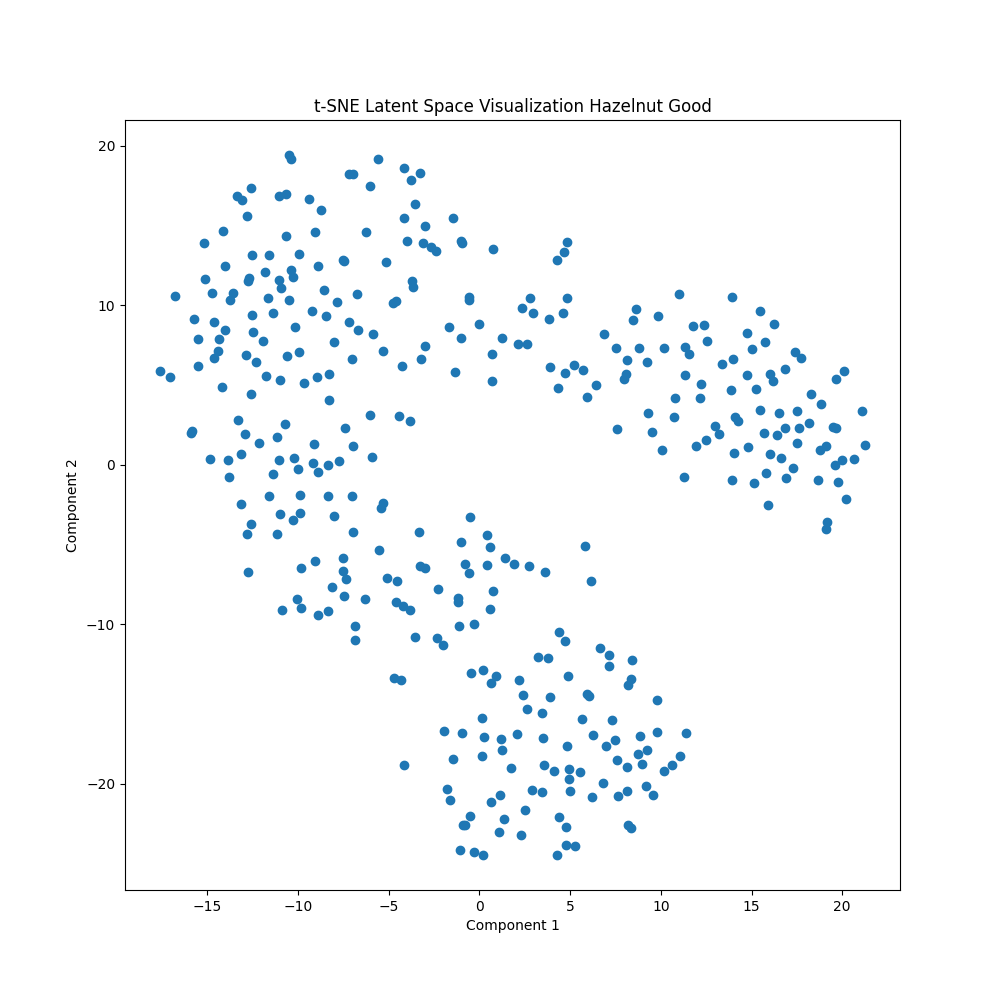 t-SNE Latent Space Visualization Hazelnut Good
20
10
0
−10
−20
Component 2
−15 −10 −5 0 5 10 15 20
Component 1